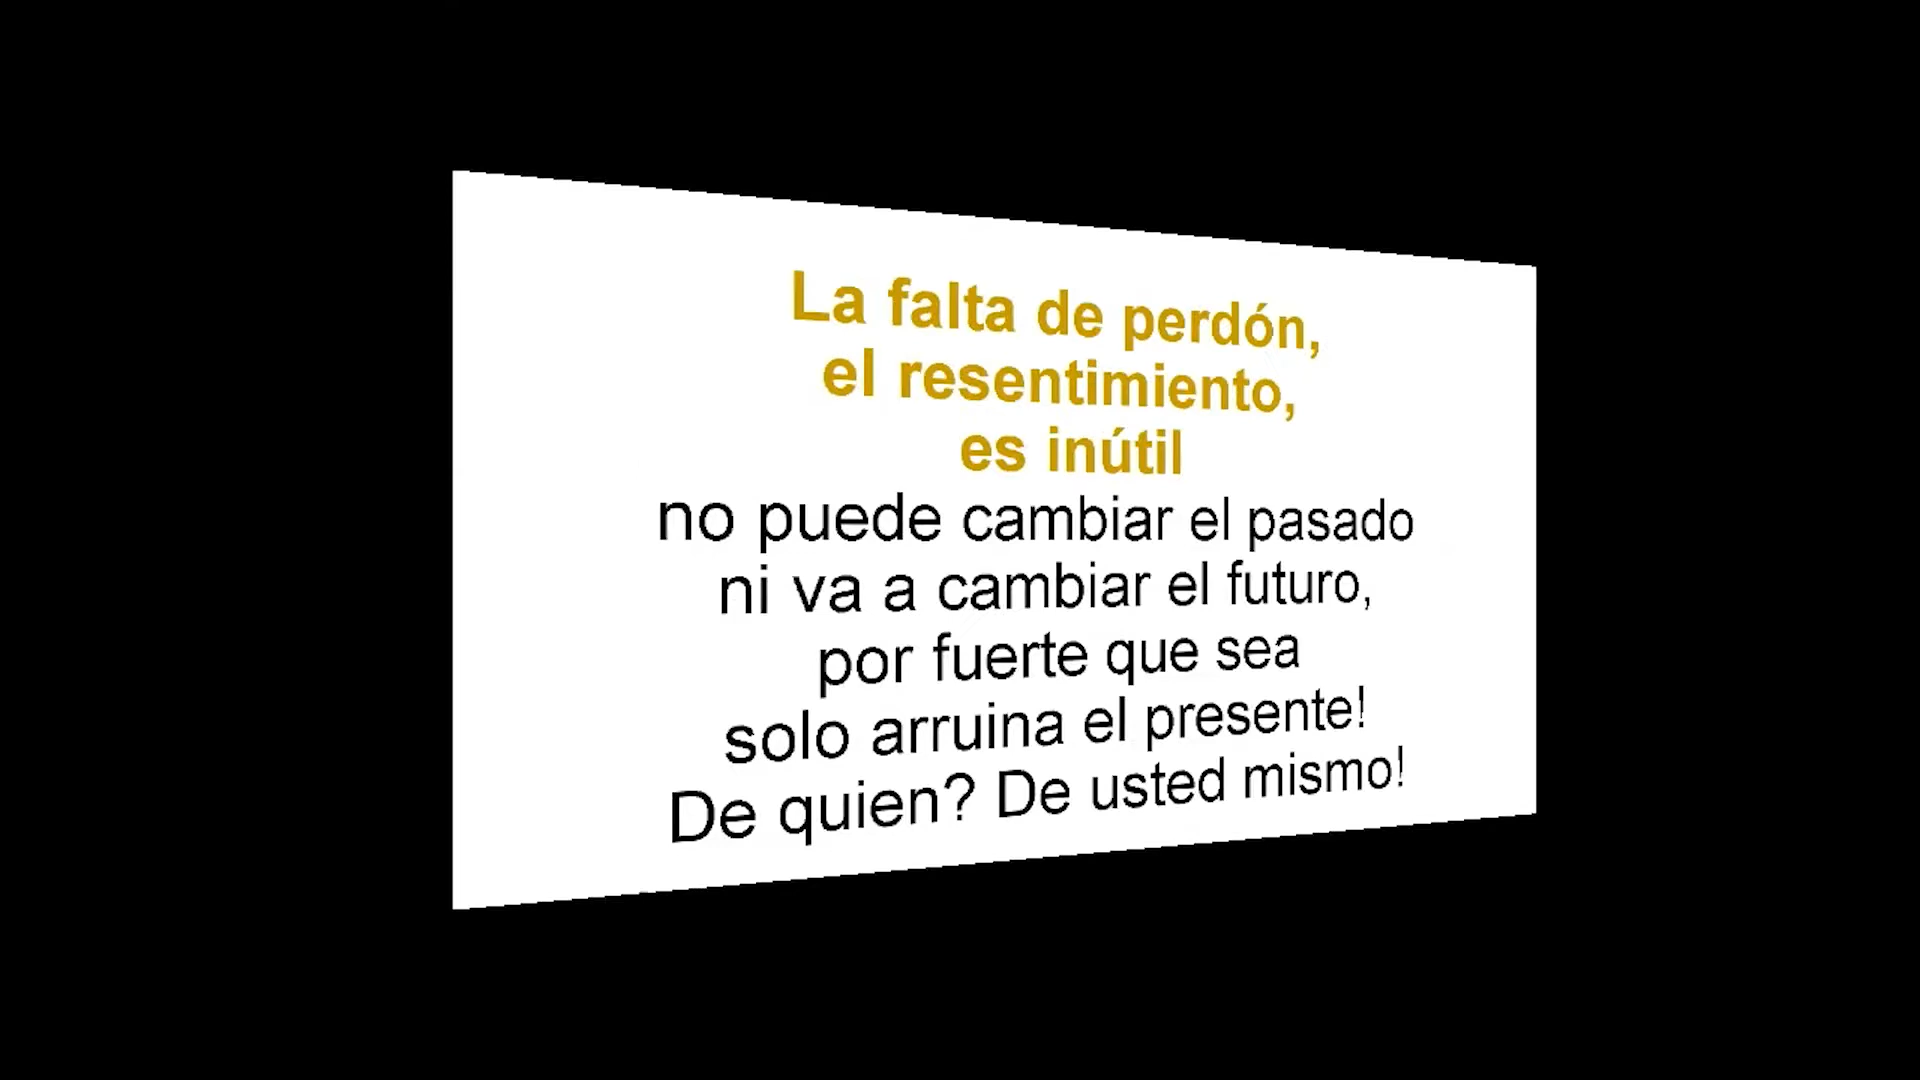 La falta de perdón,
el resentimiento,
es inútil
no puede cambiar el pasado
ni va a cambiar el futuro,
por fuerte que sea
solo arruina el presente!
De quien? De usted mismo!